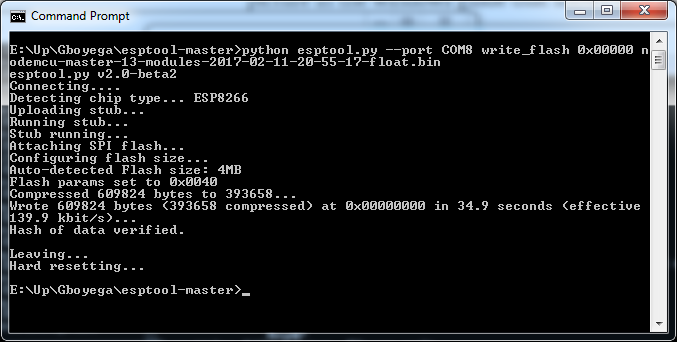 Command Prompt
E:\Up\Gboyega\esptool-master>python esptool.py --port COM8 write_flash 0x00000 n
odemcu-master-13-modules-2017-02-11-20-55-17-float.bin
esptool.py v2.0-beta2
Connecting....
Detecting chip type... ESP8266
Uploading stub...
Running stub...
Stub running...
Attaching SPI flash...
Configuring flash size...
Auto-detected Flash size: 4MB
Flash params set to 0x0040
Compressed 609824 bytes to 393658...
Wrote 609824 bytes (393658 compressed) at 0x00000000 in 34.9 seconds (effective
139.9 kbit/s)...
Hash of data verified.
Leaving...
Hard resetting...
E:\Up\Gboyega\esptool-master>_